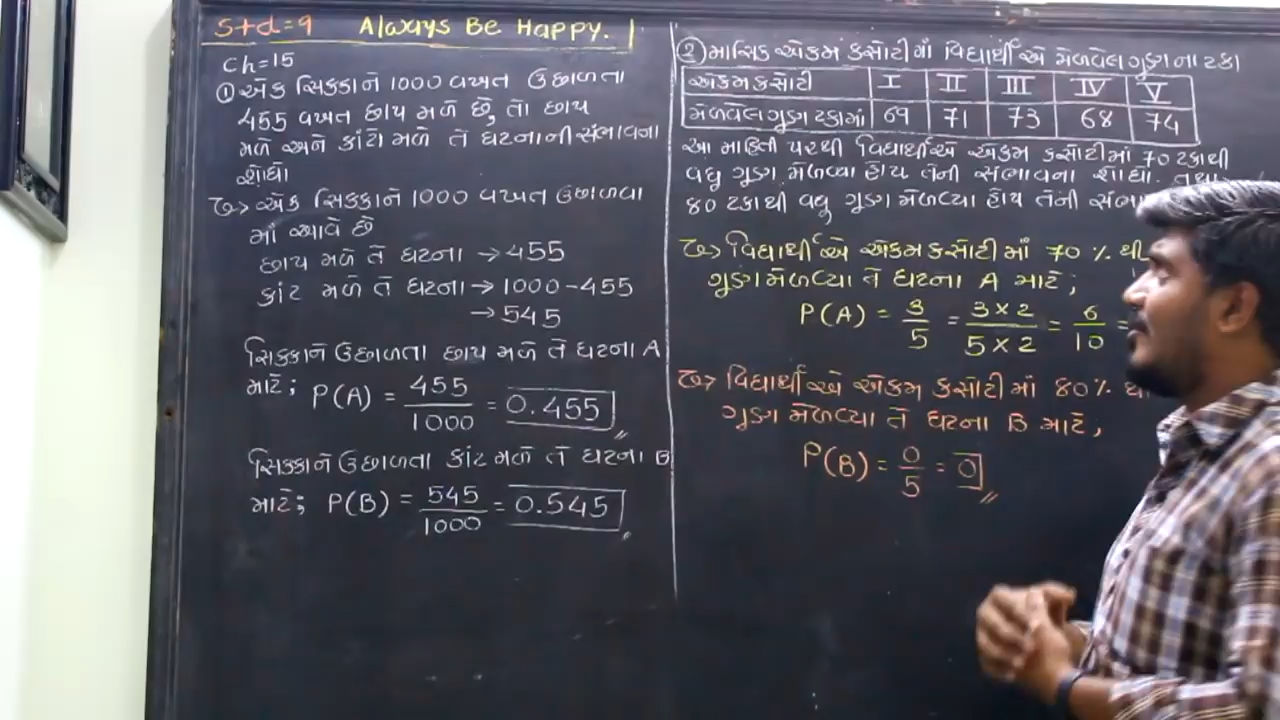 Std=9 Always Be Happy.
Ch=15
① એક સિક્કાને 1000 વખત ઉછાળતા
455 વખત છાપ મળે છે, તો છાપ
મળે અને કાંટો મળે તે ઘટનાની સંભાવના
શોધો
જ> એક સિક્કાને 1000 વખત ઉછાળવા
માં આવે છે
છાપ મળે તે ઘટના → 455
કાંટ મળે તે ઘટના → 1000-455
→ 545
સિક્કાને ઉછાળતા છાપ મળે તે ઘટના A
માટે; P(A) = 455/1000 = 0.455
સિક્કાને ઉછાળતા કાંટ મળે તે ઘટના B
માટે; P(B) = 545/1000 = 0.545
② માસિક એકમ કસોટીમાં વિદ્યાર્થી એ મેળવેલ ગુણના ટકા
એકમ કસોટી I II III IV V
મેળવેલ ગુણ ટકામાં 69 71 73 68 74
આ માહિતી પરથી વિદ્યાર્થીએ એકમ કસોટીમાં 70 ટકાથી
વધુ ગુણ મેળવ્યા હોય તેની સંભાવના શોધો. તથા
80 ટકાથી વધુ ગુણ મેળવ્યા હોય તેની
જ> વિદ્યાર્થી એ એકમ કસોટી માં 70 % થી
ગુણ મેળવ્યા તે ઘટના A માટે;
P(A) = 3/5 = 3×2/5×2 = 6/10 =
જ> વિદ્યાર્થી એ એકમ કસોટી માં 80%
ગુણ મેળવ્યા તે ઘટના B માટે,
P(B) = 0/5 = 0